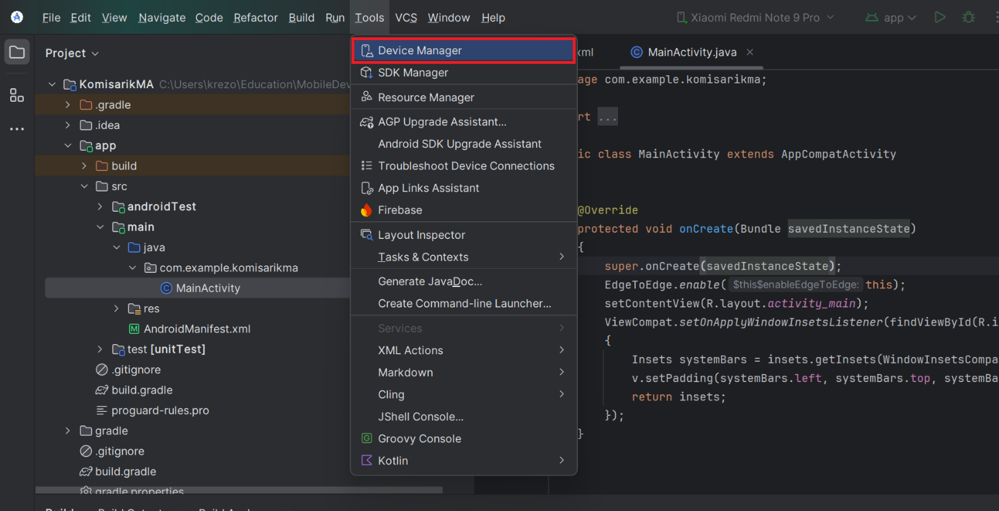 File Edit View Navigate Code Refactor Build Run Tools VCS Window Help Xiaomi Redmi Note 9 Pro app
Project
KomisarikMA C:\Users\krezo\Education\MobileDev
.gradle
.idea
app
build
src
androidTest
main
java
com.example.komisarikma
MainActivity
res
AndroidManifest.xml
test [unitTest]
.gitignore
build.gradle
proguard-rules.pro
gradle
.gitignore
build.gradle
gradle.properties
Device Manager
SDK Manager
Resource Manager
AGP Upgrade Assistant...
Android SDK Upgrade Assistant
Troubleshoot Device Connections
App Links Assistant
Firebase
Layout Inspector
Tasks & Contexts
Generate JavaDoc...
Create Command-line Launcher...
Services
XML Actions
Markdown
Cling
JShell Console...
Groovy Console
Kotlin
xml MainActivity.java
age com.example.komisarikma;
rt ...
ic class MainActivity extends AppCompatActivity
@Override
protected void onCreate(Bundle savedInstanceState)
{
super.onCreate(savedInstanceState);
EdgeToEdge.enable( $this$enableEdgeToEdge: this);
setContentView(R.layout.activity_main);
ViewCompat.setOnApplyWindowInsetsListener(findViewById(R.i
{
Insets systemBars = insets.getInsets(WindowInsetsCompa
v.setPadding(systemBars.left, systemBars.top, systemBa
return insets;
});
}